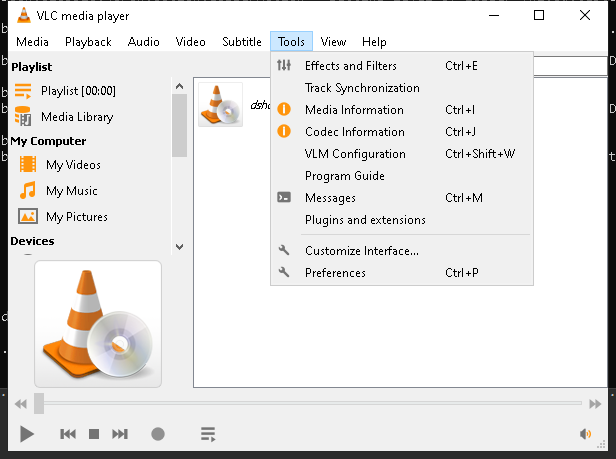 VLC media player
Media Playback Audio Video Subtitle Tools View Help
Playlist
Playlist [00:00]
Media Library
My Computer
My Videos
My Music
My Pictures
Devices
Effects and Filters Ctrl+E
Track Synchronization
Media Information Ctrl+I
Codec Information Ctrl+J
VLM Configuration Ctrl+Shift+W
Program Guide
Messages Ctrl+M
Plugins and extensions
Customize Interface...
Preferences Ctrl+P